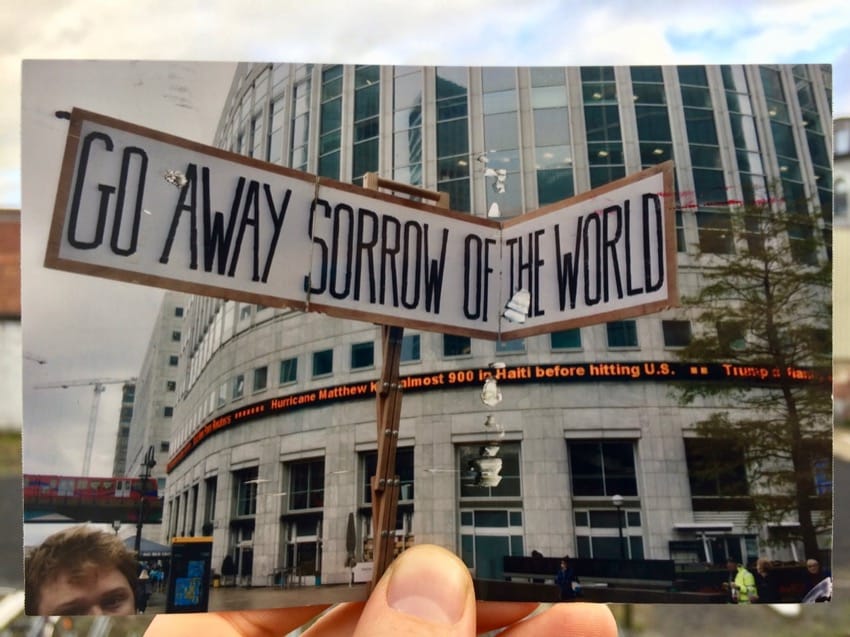 GO AWAY SORROW OF THE WORLD
Hurricane Matthew almost 900 in Haiti before hitting U.S. Trump